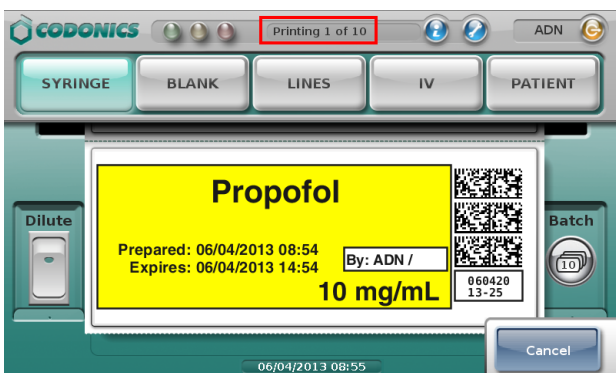 CODONICS
Printing 1 of 10
ADN
SYRINGE
BLANK
LINES
IV
PATIENT
Propofol
Dilute
Batch
10
Prepared: 06/04/2013 08:54
Expires: 06/04/2013 14:54
By: ADN /
10 mg/mL
060420
13-25
Cancel
06/04/2013 08:55